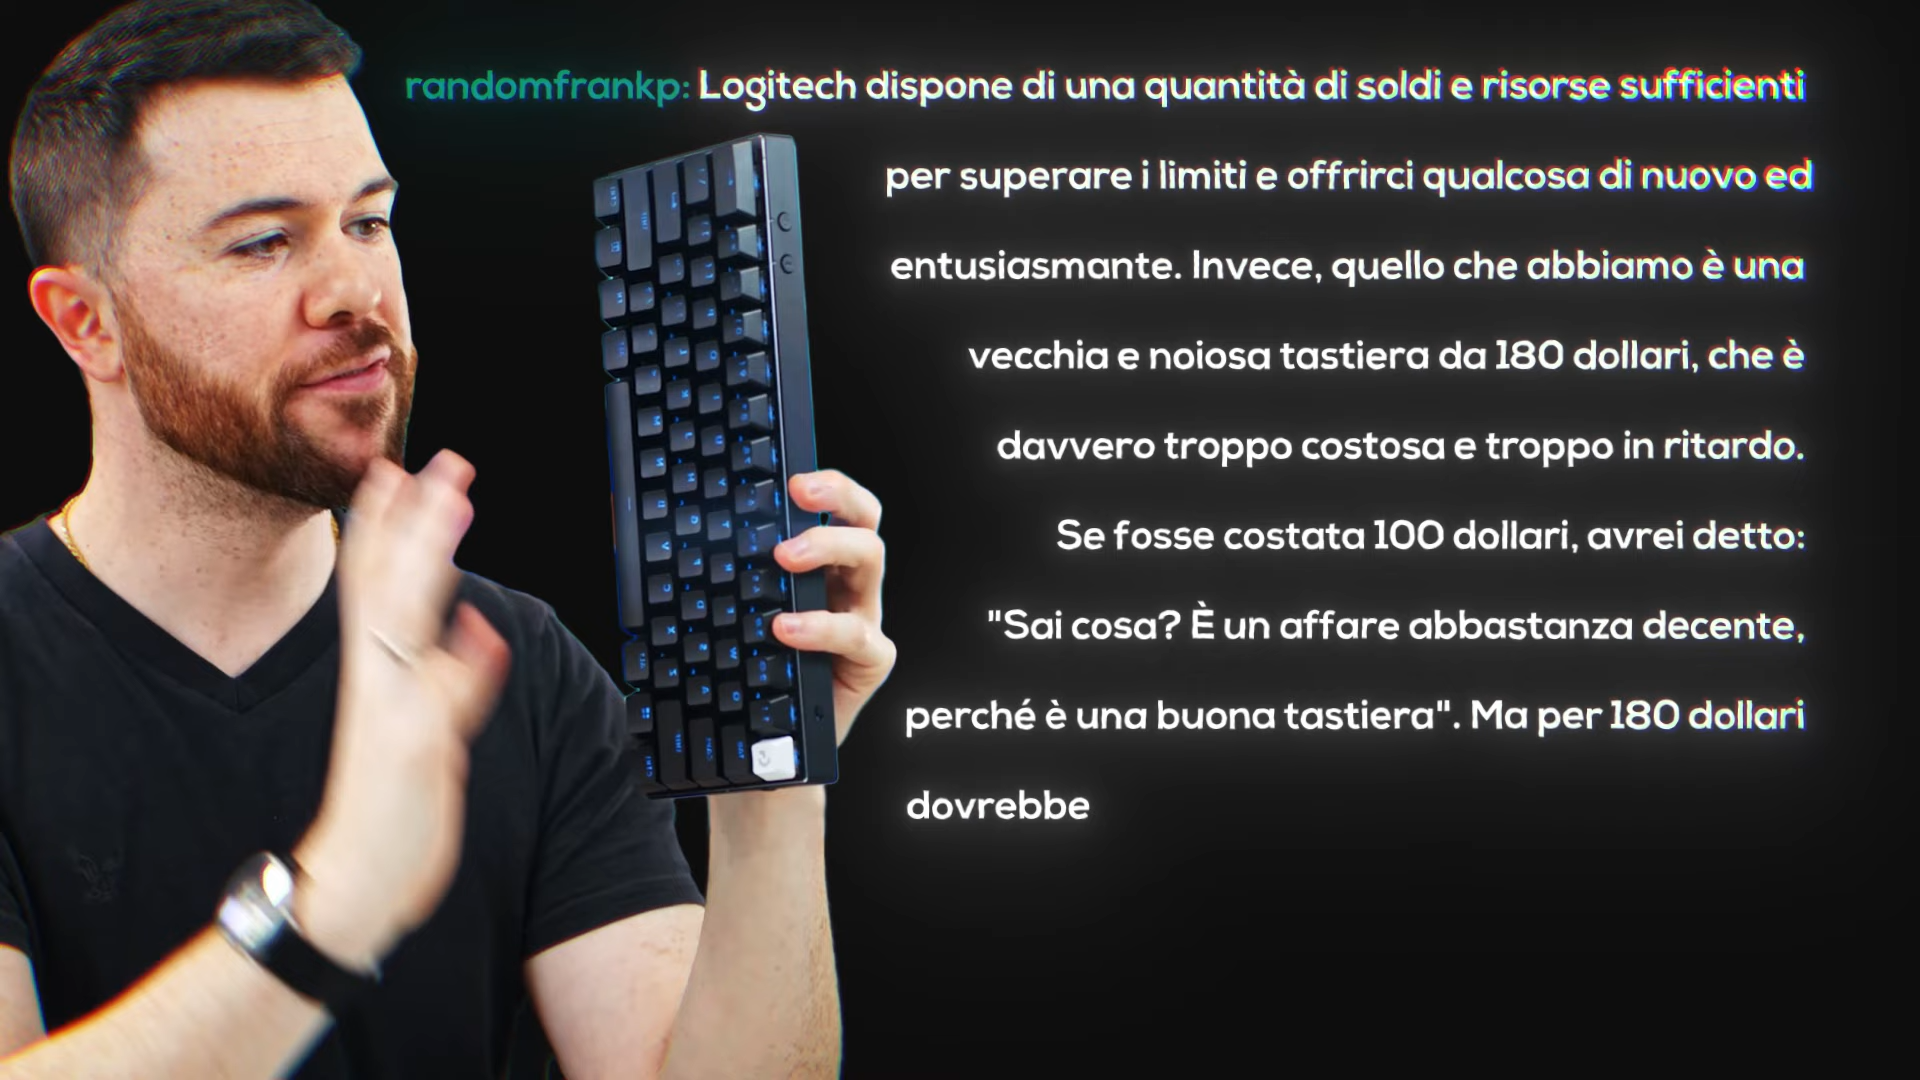 randomfrankp: Logitech dispone di una quantità di soldi e risorse sufficienti
per superare i limiti e offrirci qualcosa di nuovo ed
entusiasmante. Invece, quello che abbiamo è una
vecchia e noiosa tastiera da 180 dollari, che è
davvero troppo costosa e troppo in ritardo.
Se fosse costata 100 dollari, avrei detto:
"Sai cosa? È un affare abbastanza decente,
perché è una buona tastiera". Ma per 180 dollari
dovrebbe